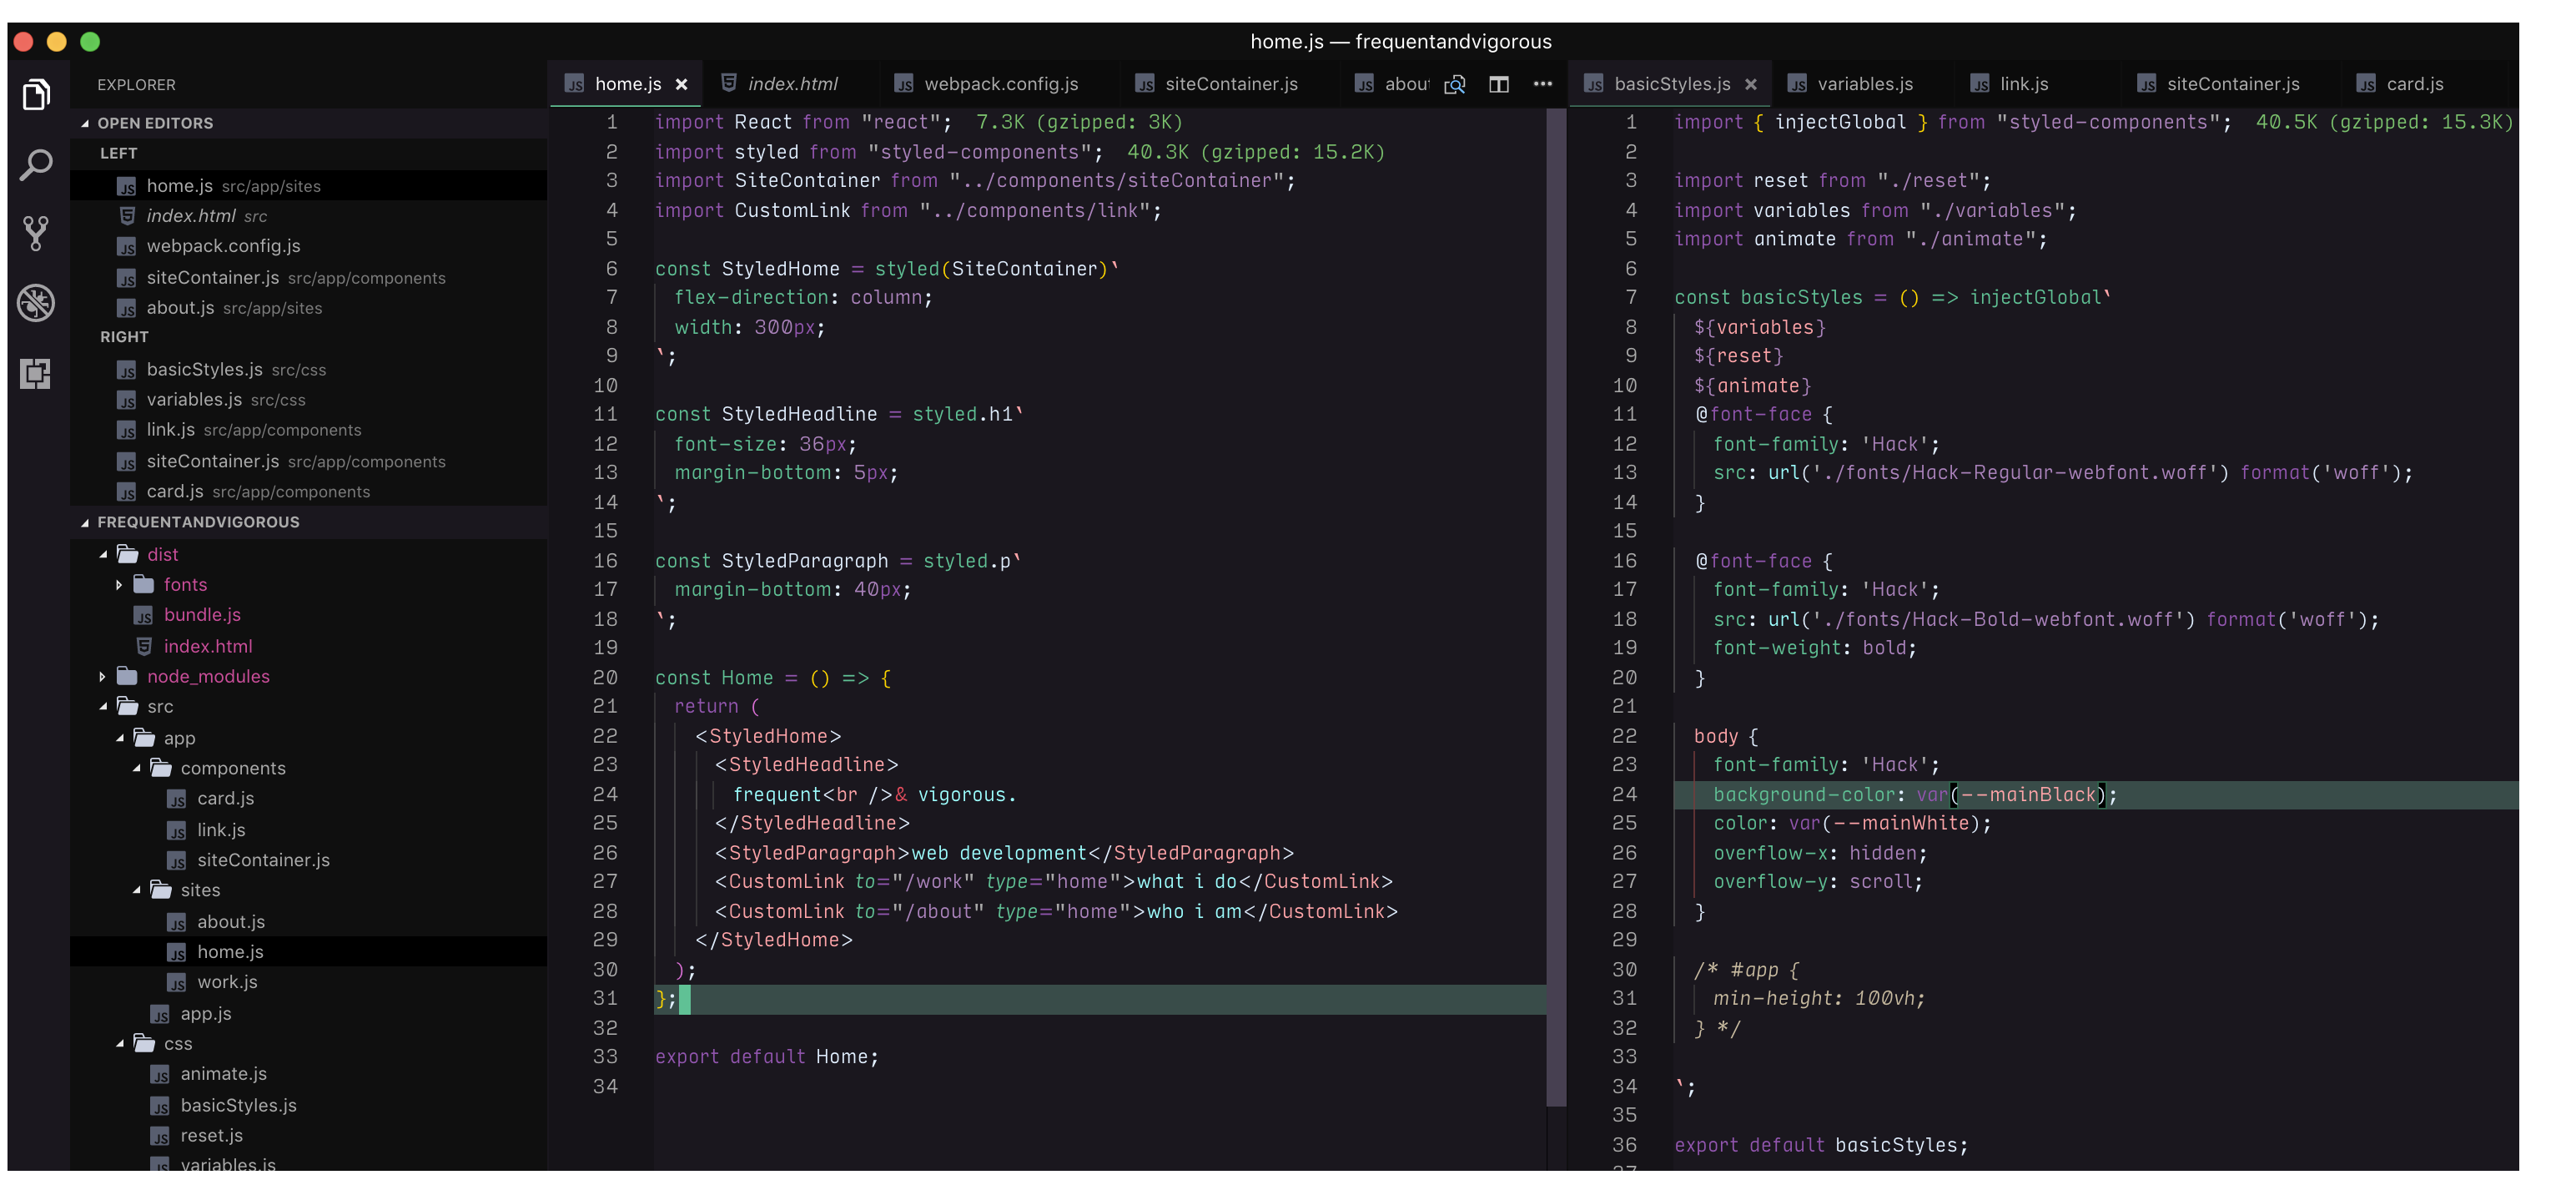 home.js — frequentandvigorous
EXPLORER
OPEN EDITORS
LEFT
home.js src/app/sites
index.html src
webpack.config.js
siteContainer.js src/app/components
about.js src/app/sites
RIGHT
basicStyles.js src/css
variables.js src/css
link.js src/app/components
siteContainer.js src/app/components
card.js src/app/components
FREQUENTANDVIGOROUS
dist
fonts
bundle.js
index.html
node_modules
src
app
components
card.js
link.js
siteContainer.js
sites
about.js
home.js
work.js
app.js
css
animate.js
basicStyles.js
reset.js
variables.js
home.js index.html webpack.config.js siteContainer.js abou
1 import React from "react"; 7.3K (gzipped: 3K)
2 import styled from "styled-components"; 40.3K (gzipped: 15.2K)
3 import SiteContainer from "../components/siteContainer";
4 import CustomLink from "../components/link";
5
6 const StyledHome = styled(SiteContainer)`
7 flex-direction: column;
8 width: 300px;
9 `;
10
11 const StyledHeadline = styled.h1`
12 font-size: 36px;
13 margin-bottom: 5px;
14 `;
15
16 const StyledParagraph = styled.p`
17 margin-bottom: 40px;
18 `;
19
20 const Home = () => {
21 return (
22 <StyledHome>
23 <StyledHeadline>
24 frequent<br />& vigorous.
25 </StyledHeadline>
26 <StyledParagraph>web development</StyledParagraph>
27 <CustomLink to="/work" type="home">what i do</CustomLink>
28 <CustomLink to="/about" type="home">who i am</CustomLink>
29 </StyledHome>
30 );
31 };
32
33 export default Home;
34
basicStyles.js variables.js link.js siteContainer.js card.js
1 import { injectGlobal } from "styled-components"; 40.5K (gzipped: 15.3K)
2
3 import reset from "./reset";
4 import variables from "./variables";
5 import animate from "./animate";
6
7 const basicStyles = () => injectGlobal`
8 ${variables}
9 ${reset}
10 ${animate}
11 @font-face {
12 font-family: 'Hack';
13 src: url('./fonts/Hack-Regular-webfont.woff') format('woff');
14 }
15
16 @font-face {
17 font-family: 'Hack';
18 src: url('./fonts/Hack-Bold-webfont.woff') format('woff');
19 font-weight: bold;
20 }
21
22 body {
23 font-family: 'Hack';
24 background-color: var(--mainBlack);
25 color: var(--mainWhite);
26 overflow-x: hidden;
27 overflow-y: scroll;
28 }
29
30 /* #app {
31 min-height: 100vh;
32 } */
33
34 `;
35
36 export default basicStyles;
37